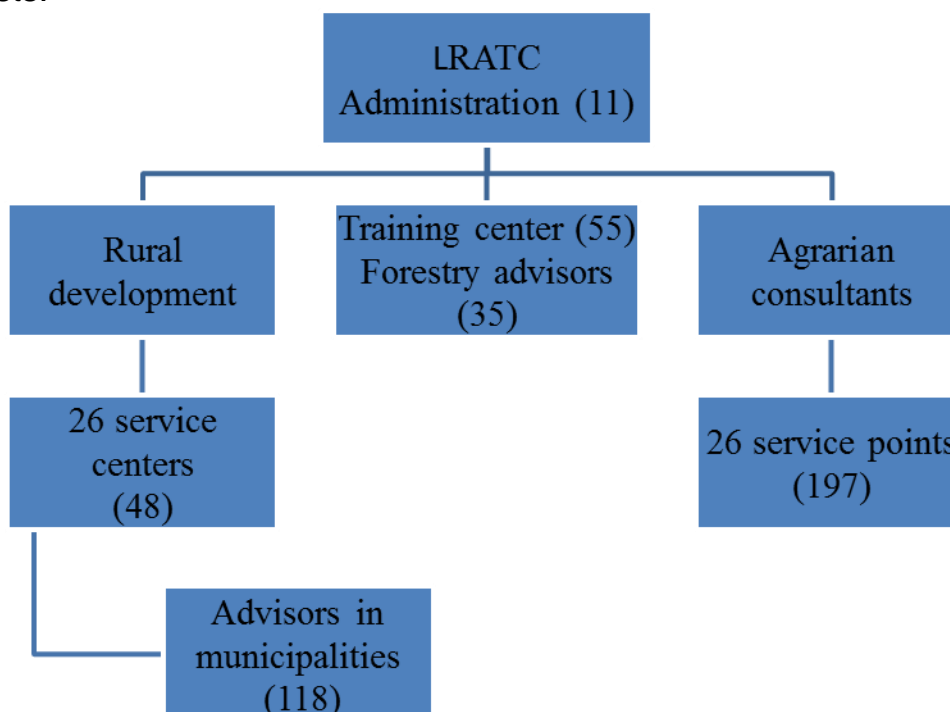 LRATC
Administration (11)
Rural
development
Training center (55)
Forestry advisors
(35)
Agrarian
consultants
26 service
centers
(48)
26 service points
(197)
Advisors in
municipalities
(118)